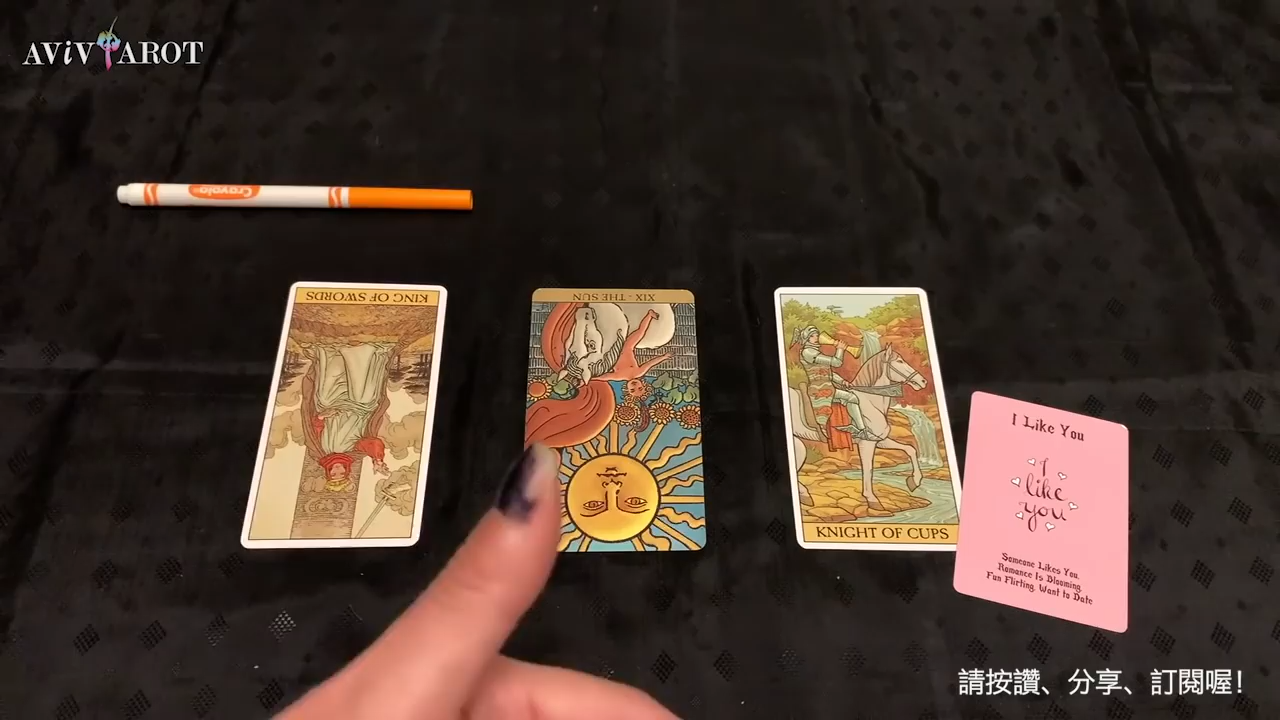 AViVTAROT
Crayola
KING OF SWORDS
XIX - THE SUN
KNIGHT OF CUPS
I Like You
I
like
you
Someone Likes You,
Romance Is Blooming,
Fun Flirting, Want to Date
請按讚、分享、訂閱喔!